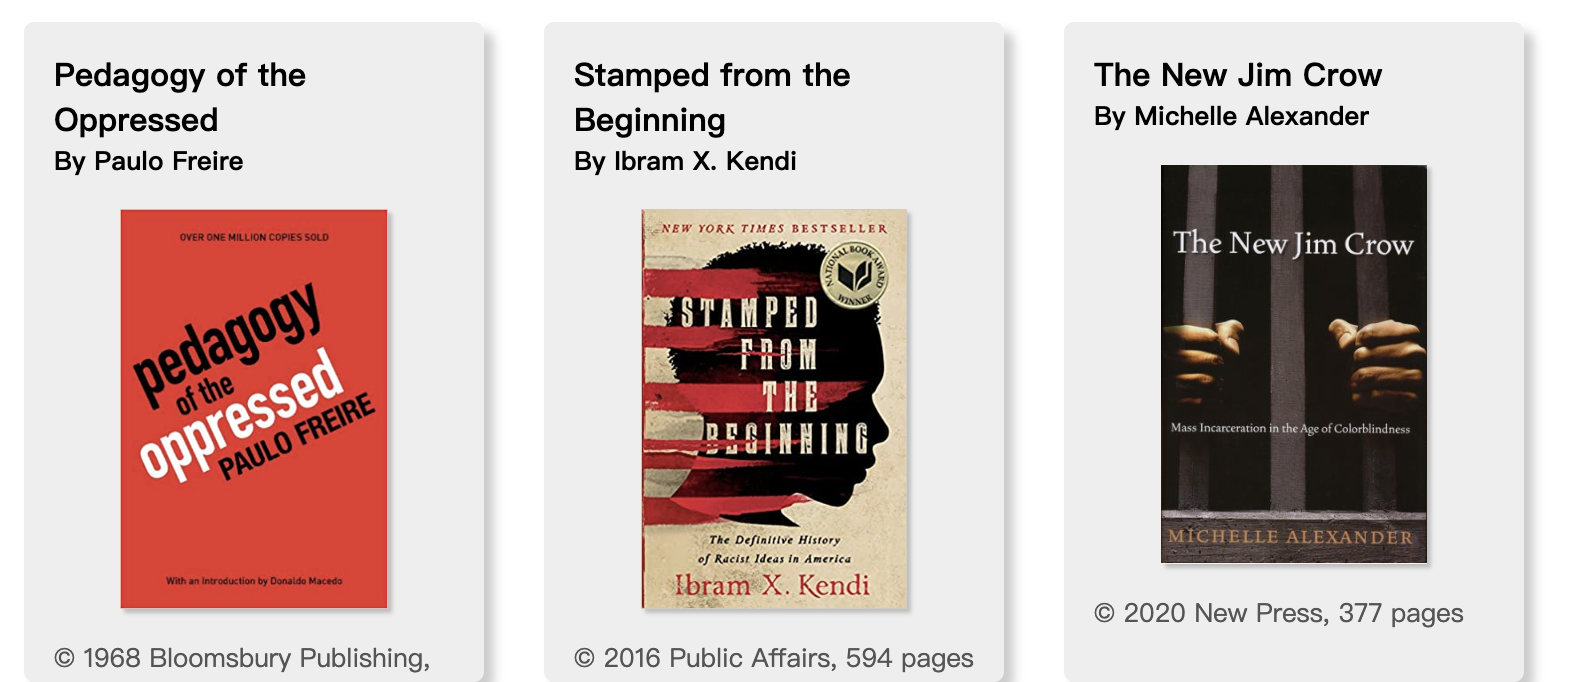 Pedagogy of the
Oppressed
By Paulo Freire
OVER ONE MILLION COPIES SOLD
pedagogy
of the
oppressed
PAULO FREIRE
With an Introduction by Donaldo Macedo
© 1968 Bloomsbury Publishing,
Stamped from the
Beginning
By Ibram X. Kendi
NEW YORK TIMES BESTSELLER
NATIONAL BOOK AWARD
WINNER
STAMPED
FROM
THE
BEGINNING
The Definitive History
of Racist Ideas in America
Ibram X. Kendi
© 2016 Public Affairs, 594 pages
The New Jim Crow
By Michelle Alexander
The New Jim Crow
Mass Incarceration in the Age of Colorblindness
MICHELLE ALEXANDER
© 2020 New Press, 377 pages